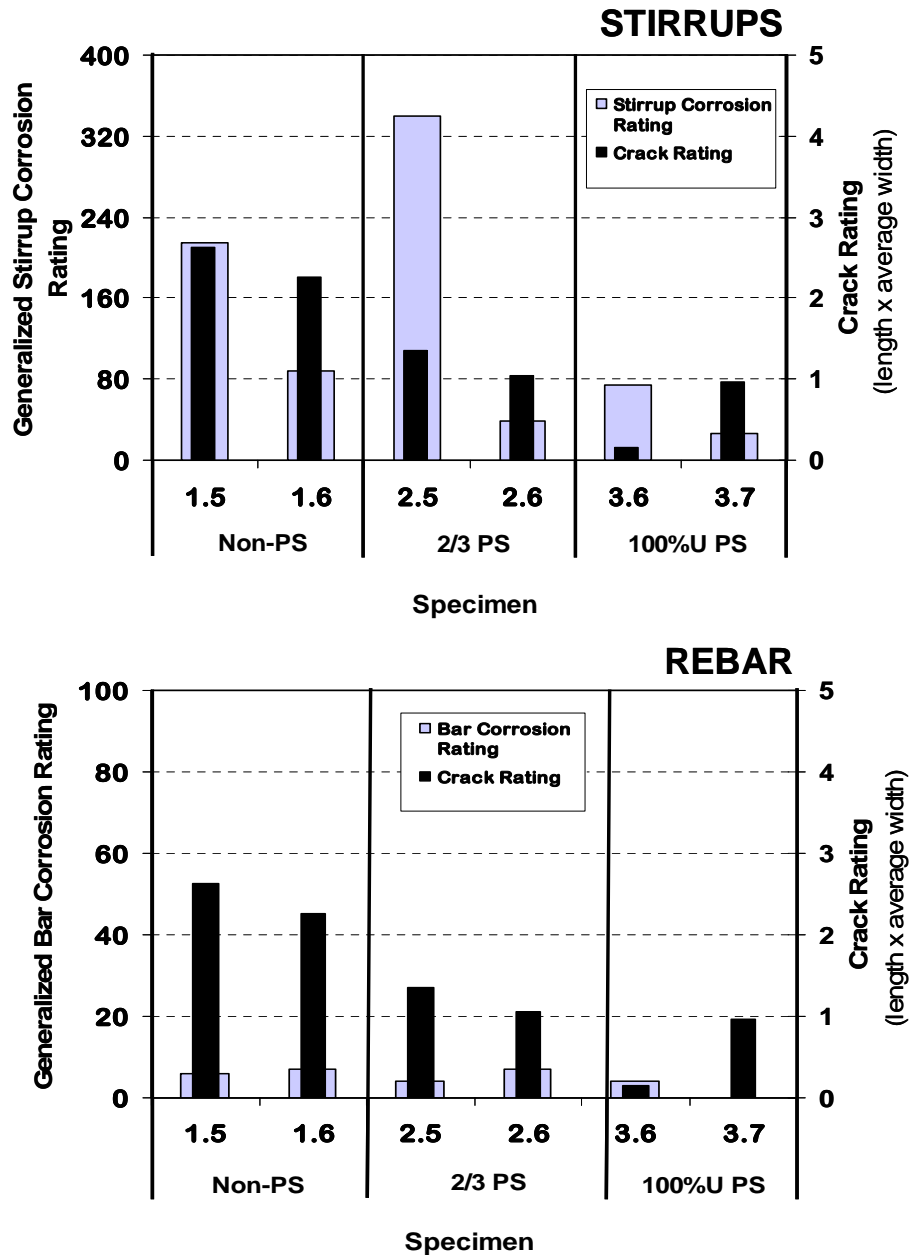 STIRRUPS
400
320
240
160
80
0
Generalized Stirrup Corrosion
Rating
5
4
3
2
1
0
Crack Rating
(length x average width)
Stirrup Corrosion
Rating
Crack Rating
1.5 1.6 2.5 2.6 3.6 3.7
Non-PS 2/3 PS 100%U PS
Specimen
REBAR
100
80
60
40
20
0
Generalized Bar Corrosion Rating
5
4
3
2
1
0
Crack Rating
(length x average width)
Bar Corrosion
Rating
Crack Rating
1.5 1.6 2.5 2.6 3.6 3.7
Non-PS 2/3 PS 100%U PS
Specimen